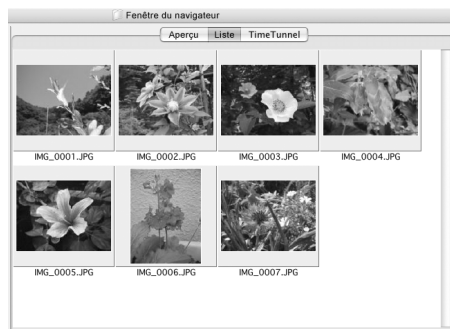 Fenêtre du navigateur
Aperçu Liste TimeTunnel
IMG_0001.JPG IMG_0002.JPG IMG_0003.JPG IMG_0004.JPG
IMG_0005.JPG IMG_0006.JPG IMG_0007.JPG